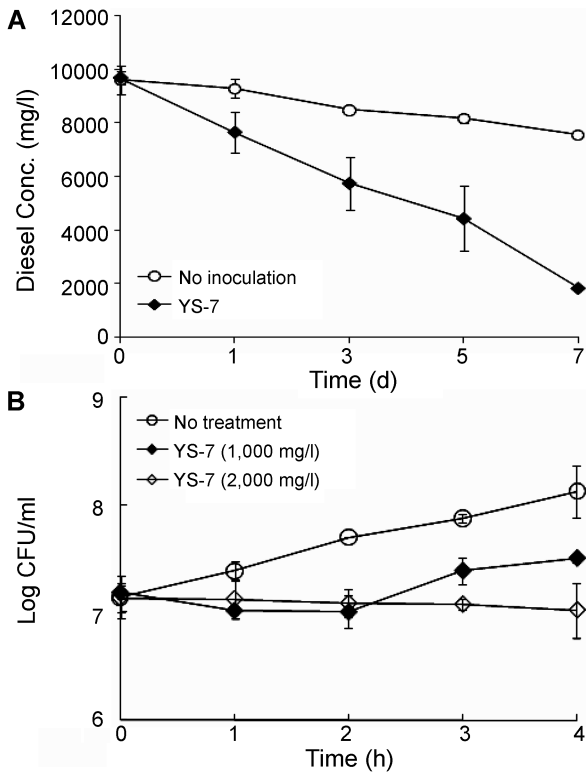 A
12000
10000
8000
6000
4000
2000
0
Diesel Conc. (mg/l)
No inoculation
YS-7
0 1 3 5 7
Time (d)
B
9
8
7
6
Log CFU/ml
No treatment
YS-7 (1,000 mg/l)
YS-7 (2,000 mg/l)
0 1 2 3 4
Time (h)